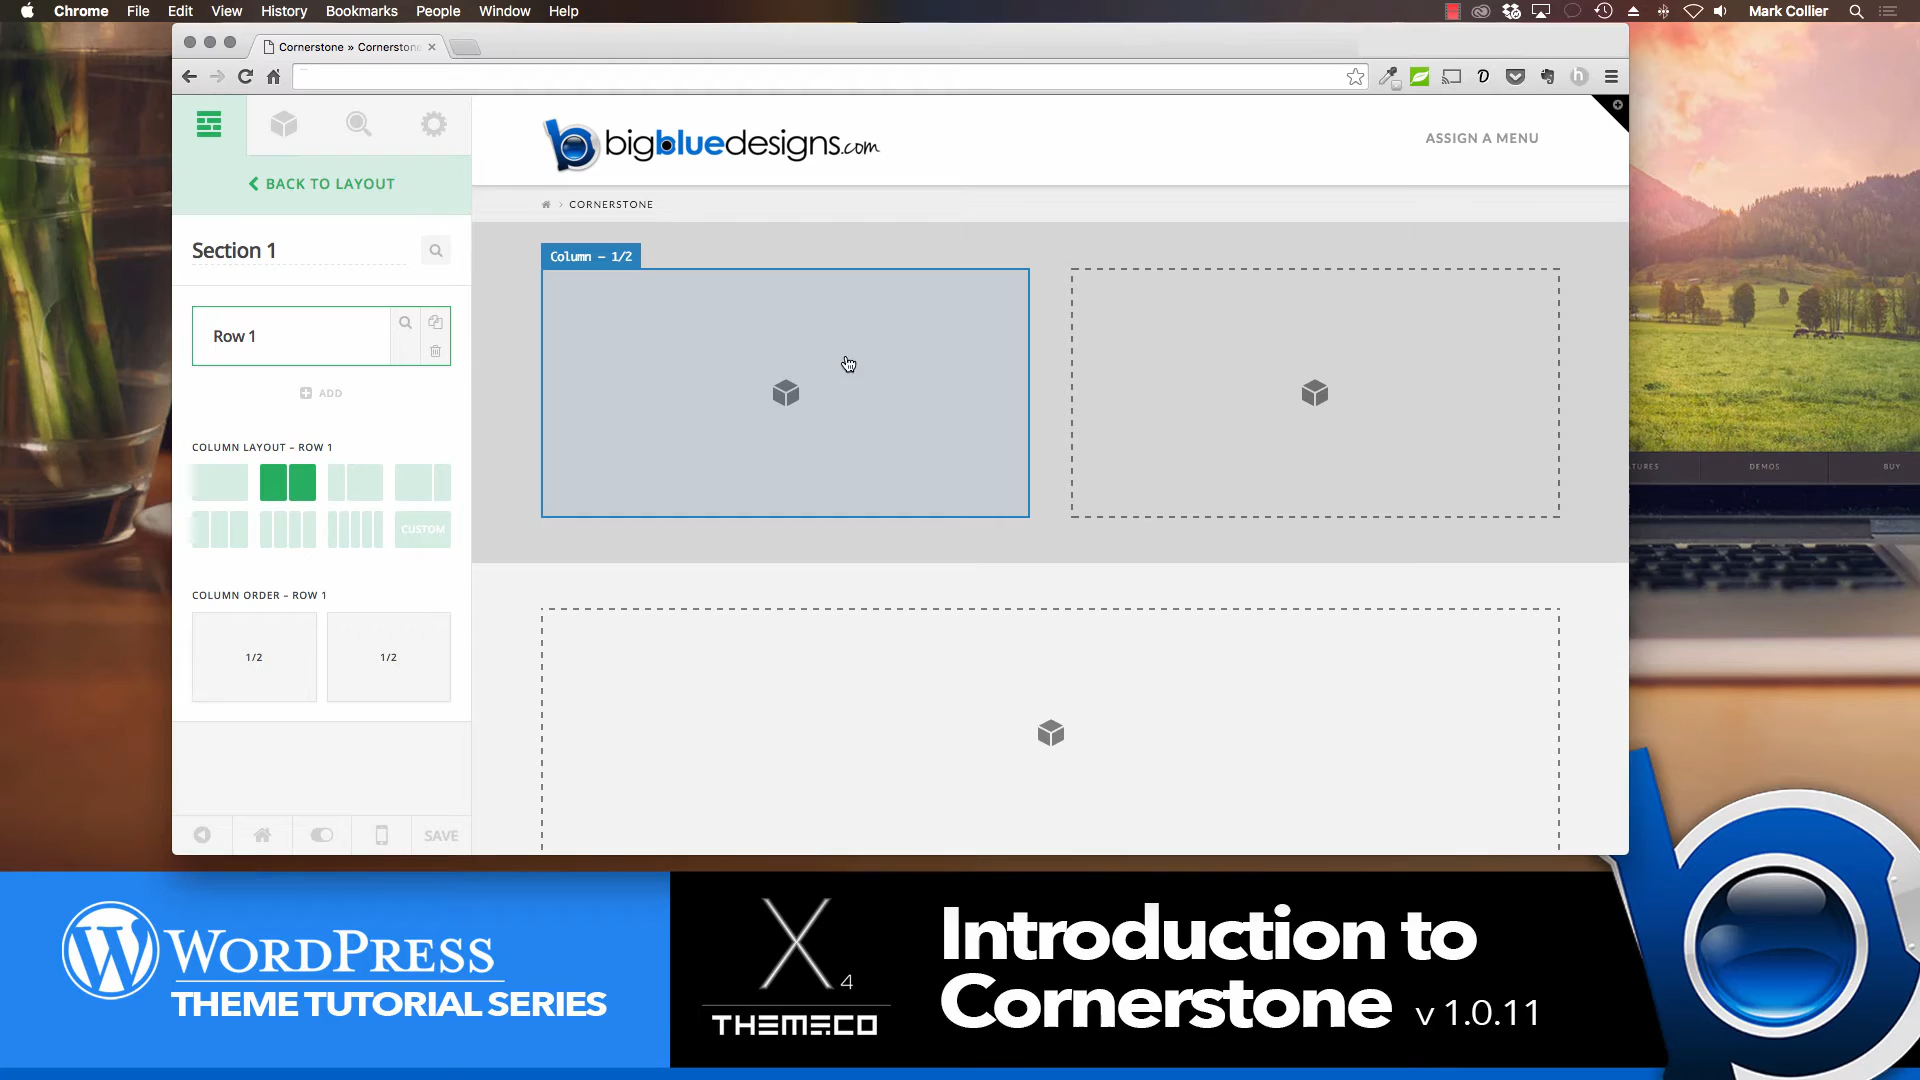 Chrome File Edit View History Bookmarks People Window Help Mark Collier
Cornerstone » Cornerstone
BACK TO LAYOUT
bigbluedesigns.com
ASSIGN A MENU
Section 1
CORNERSTONE
Column – 1/2
Row 1
ADD
COLUMN LAYOUT – ROW 1
CUSTOM
COLUMN ORDER – ROW 1
1/2 1/2
SAVE
DEMOS BUY
WORDPRESS
THEME TUTORIAL SERIES
X 4
THEMECO
Introduction to
Cornerstone v 1.0.11